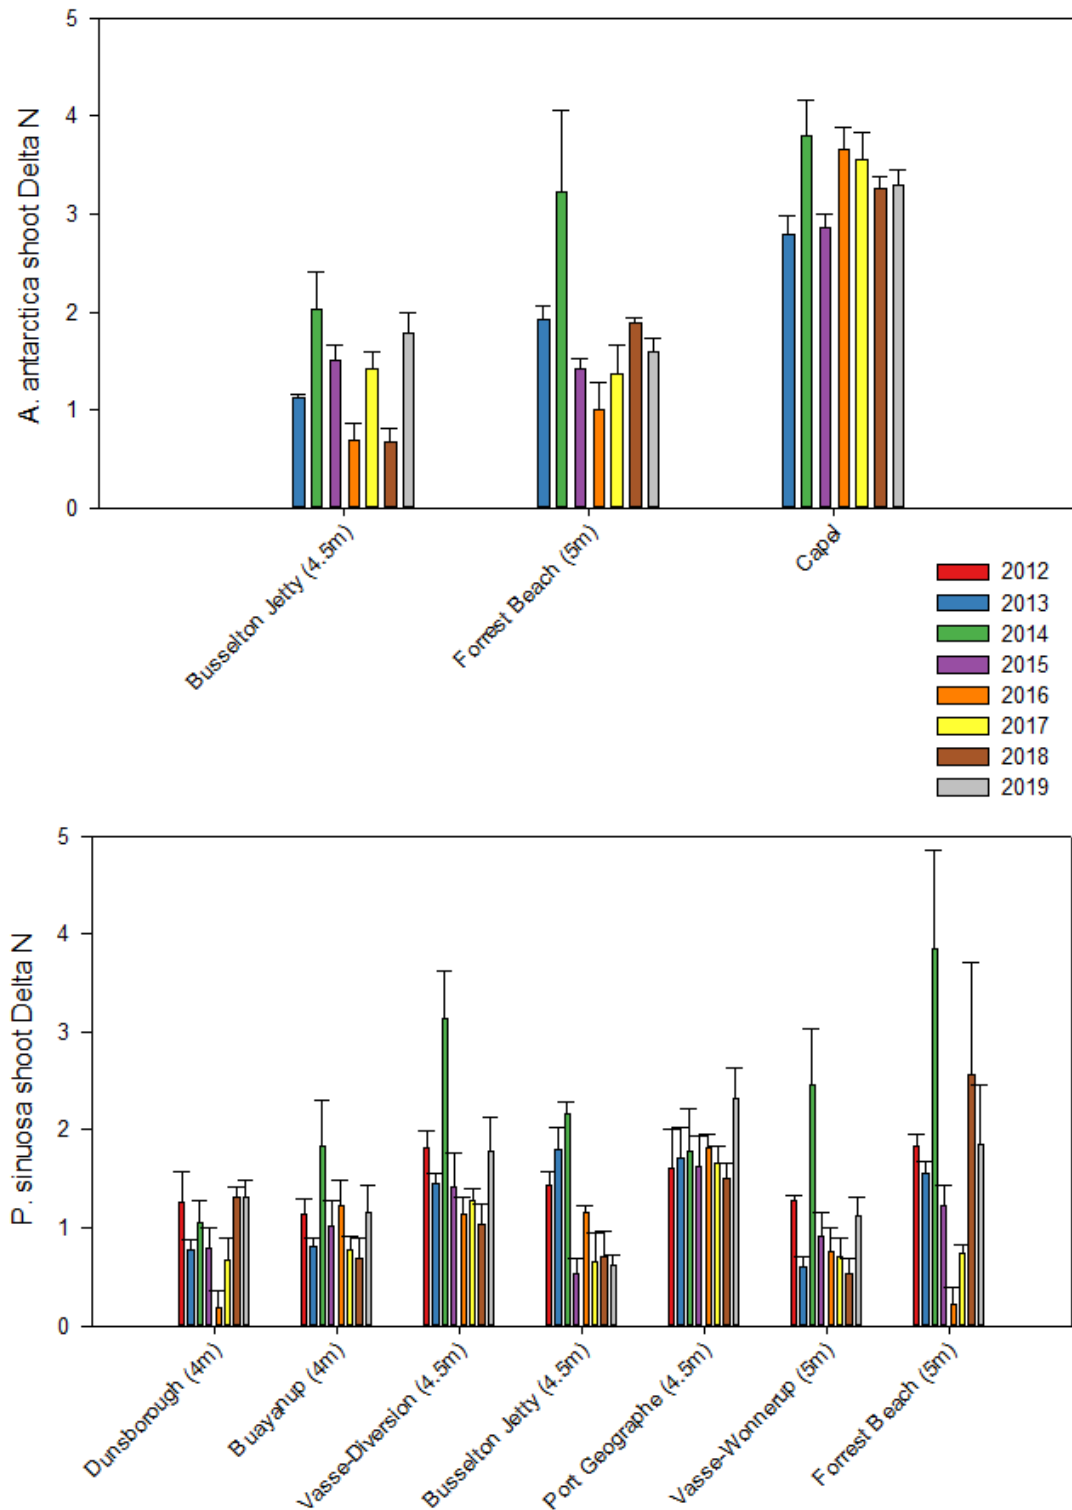 A. antarctica shoot Delta N
5
4
3
2
1
0
Busselton Jetty (4.5m)
Forrest Beach (5m)
Capel
2012
2013
2014
2015
2016
2017
2018
2019
P. sinuosa shoot Delta N
5
4
3
2
1
0
Dunsborough (4m)
Buayanup (4m)
Vasse-Diversion (4.5m)
Busselton Jetty (4.5m)
Port Geographe (4.5m)
Vasse-Wonnerup (5m)
Forrest Beach (5m)